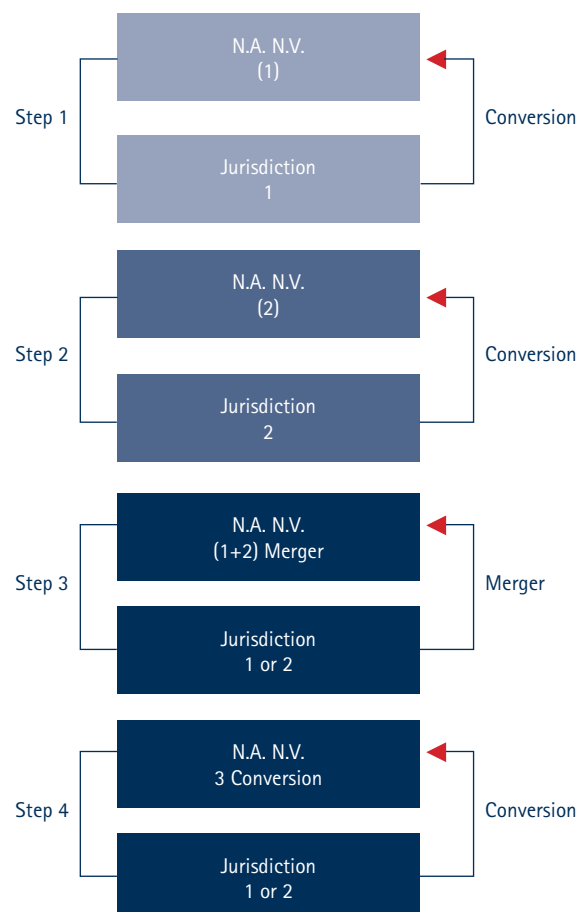 N.A. N.V.
(1)
Step 1
Conversion
Jurisdiction
1
N.A. N.V.
(2)
Step 2
Conversion
Jurisdiction
2
N.A. N.V.
(1+2) Merger
Step 3
Merger
Jurisdiction
1 or 2
N.A. N.V.
3 Conversion
Step 4
Conversion
Jurisdiction
1 or 2